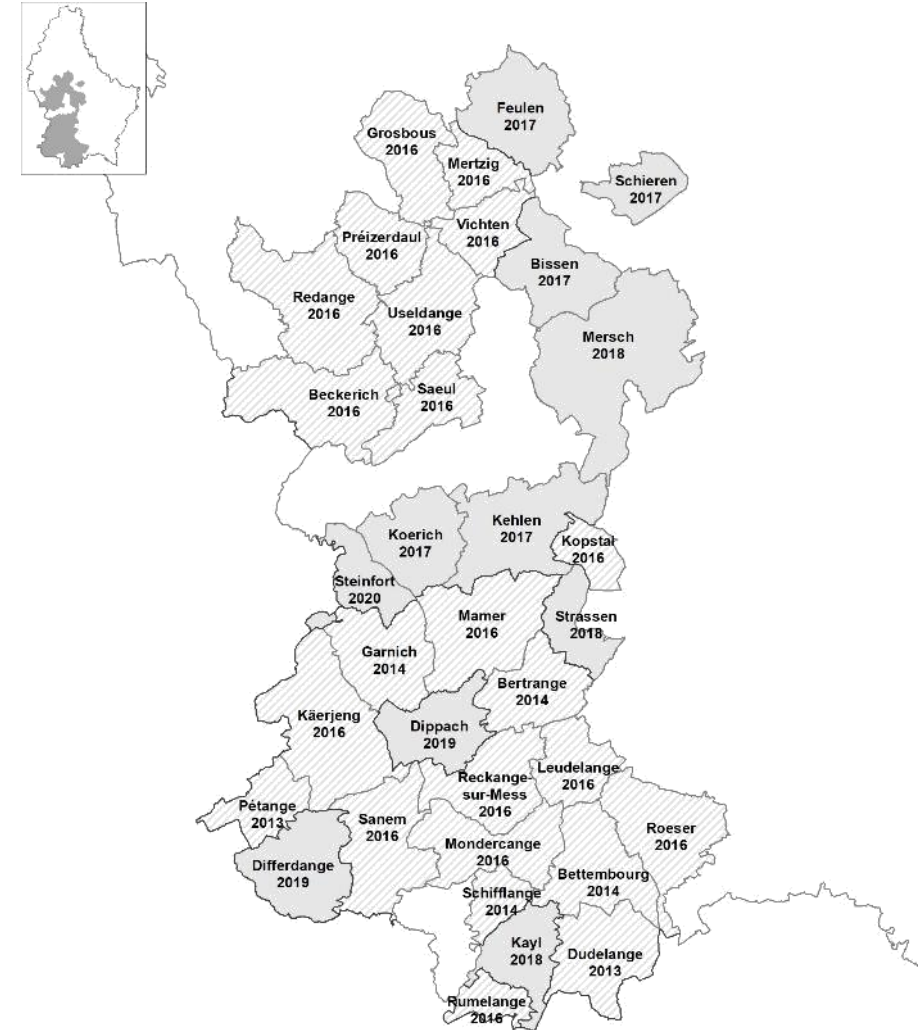 Feulen
2017
Grosbous
2016
Mertzig
2016
Schieren
2017
Vichten
2016
Préizerdaul
2016
Bissen
2017
Redange
2016
Useldange
2016
Mersch
2018
Beckerich
2016
Saeul
2016
Koerich
2017
Kehlen
2017
Kopstal
2016
Steinfort
2020
Mamer
2016
Strassen
2018
Garnich
2014
Bertrange
2014
Käerjeng
2016
Dippach
2019
Reckange-
sur-Mess
2016
Leudelange
2016
Pétange
2013
Sanem
2016
Roeser
2016
Mondercange
2016
Differdange
2019
Bettembourg
2014
Schifflange
2014
Kayl
2018
Dudelange
2013
Rumelange
2016